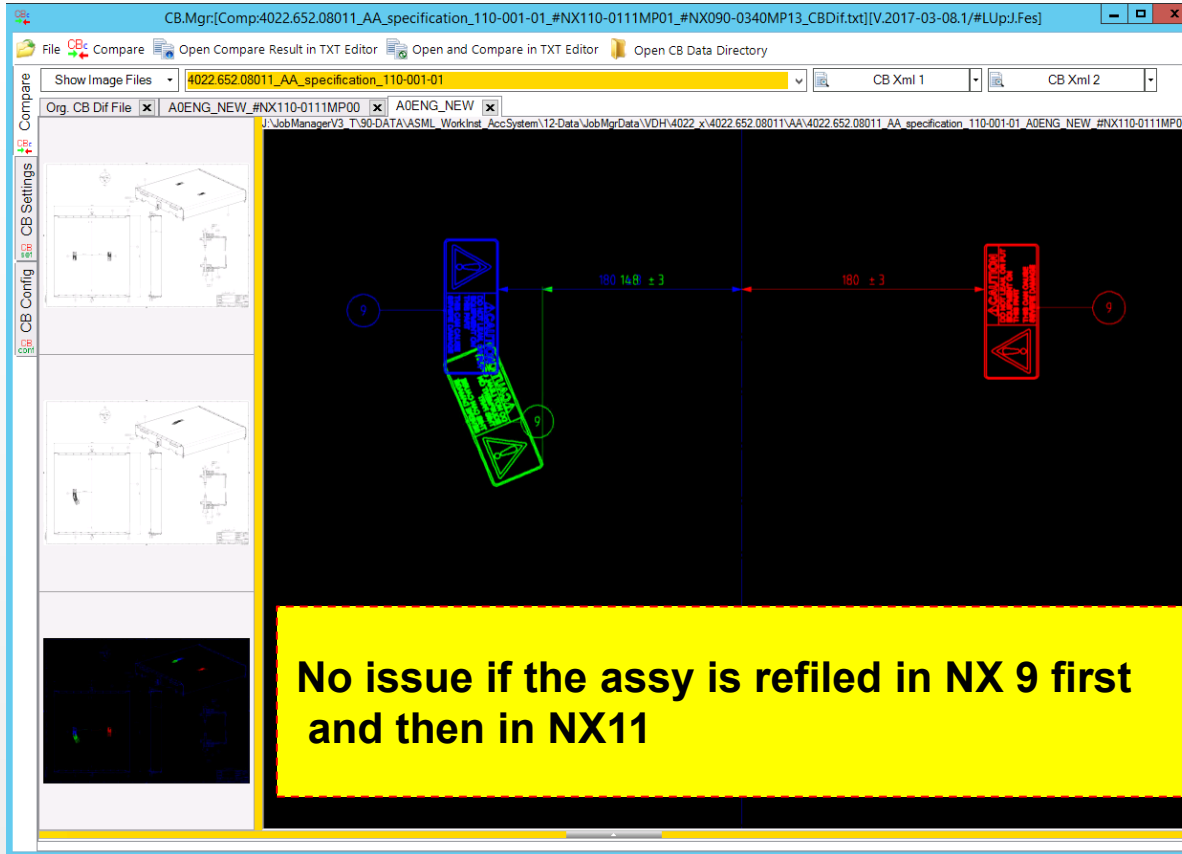 CB.Mgr:[Comp:4022.652.08011_AA_specification_110-001-01_#NX110-0111MP01_#NX090-0340MP13_CBDif.txt][V.2017-03-08.1/#LUp:J.Fes]
File CBc Compare Open Compare Result in TXT Editor Open and Compare in TXT Editor Open CB Data Directory
Show Image Files 4022.652.08011_AA_specification_110-001-01 CB Xml 1 CB Xml 2
Org. CB Dif File A0ENG_NEW_#NX110-0111MP00 A0ENG_NEW
J:\JobManagerV3_T\90-DATA\ASML_WorkInst_AccSystem\12-Data\JobMgrData\VDH\4022_x\4022.652.08011\AA\4022.652.08011_AA_specification_110-001-01_A0ENG_NEW_#NX110-0111MP0
Compare
CB Settings
CB Config
180 148 ± 3
180 ± 3
9
9
9
CAUTION
No issue if the assy is refiled in NX 9 first
and then in NX11